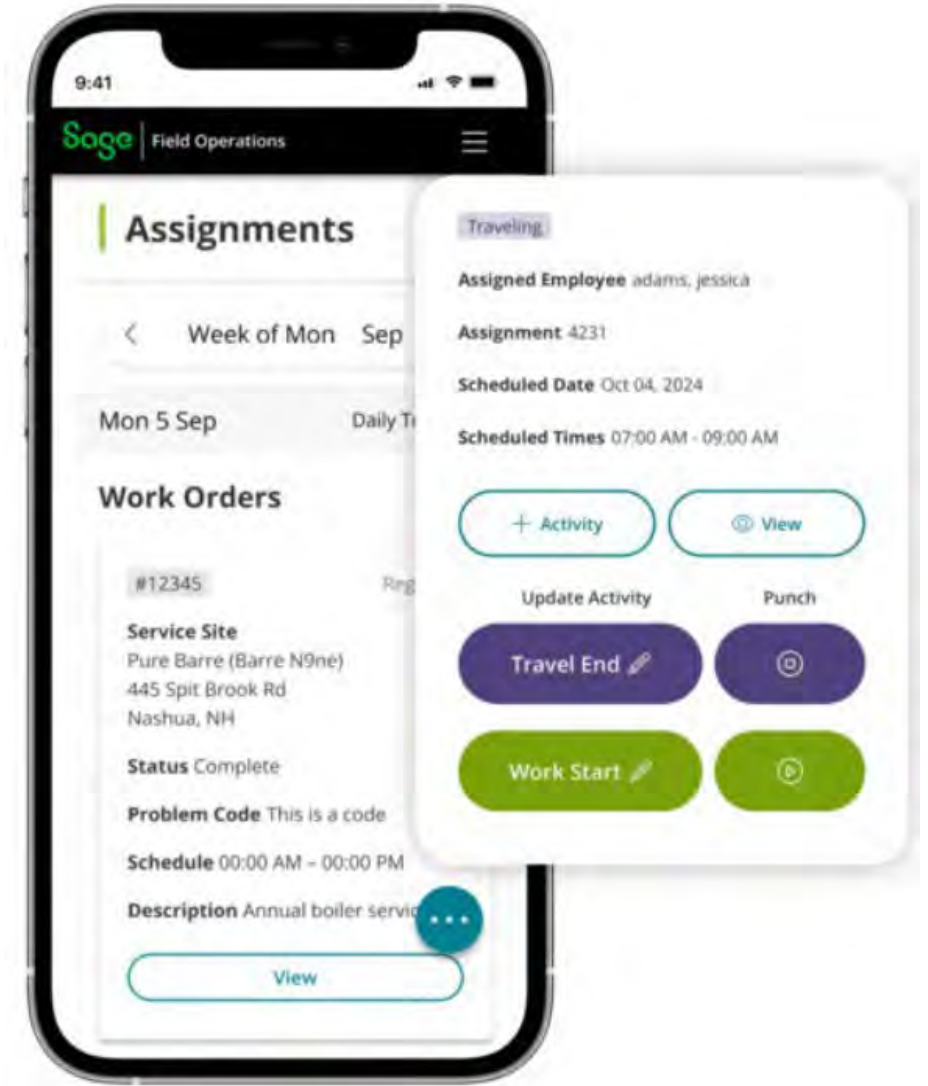 9:41
Sage Field Operations
Assignments
Week of Mon Sep
Mon 5 Sep Daily
Work Orders
#12345
Service Site
Pure Barre (Barre N9ne)
445 Spit Brook Rd
Nashua, NH
Status Complete
Problem Code This is a code
Schedule 00:00 AM – 00:00 PM
Description Annual boiler
View
Traveling
Assigned Employee adams, jessica
Assignment 4231
Scheduled Date Oct 04, 2024
Scheduled Times 07:00 AM - 09:00 AM
+ Activity
View
Update Activity Punch
Travel End
Work Start